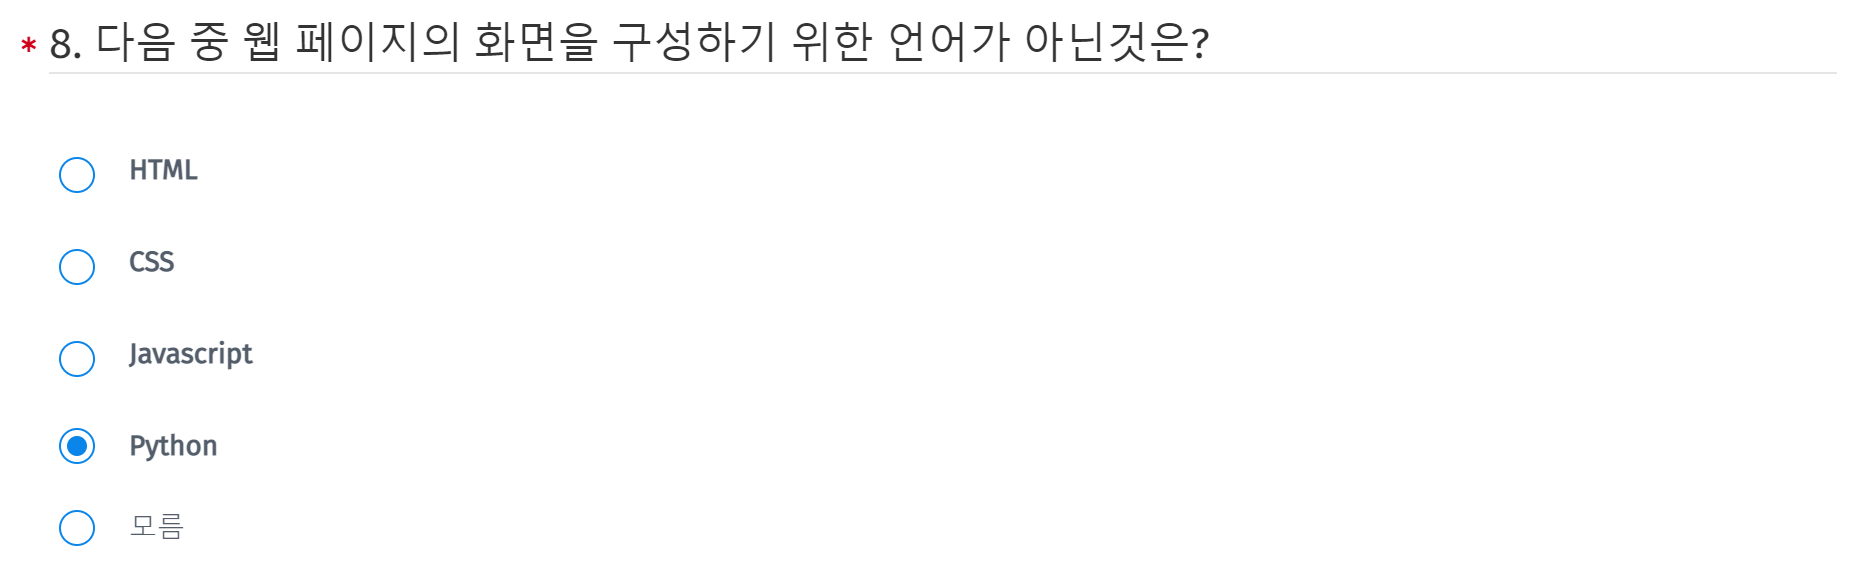 * 8. 다음 중 웹 페이지의 화면을 구성하기 위한 언어가 아닌것은?
HTML
CSS
Javascript
Python
모름